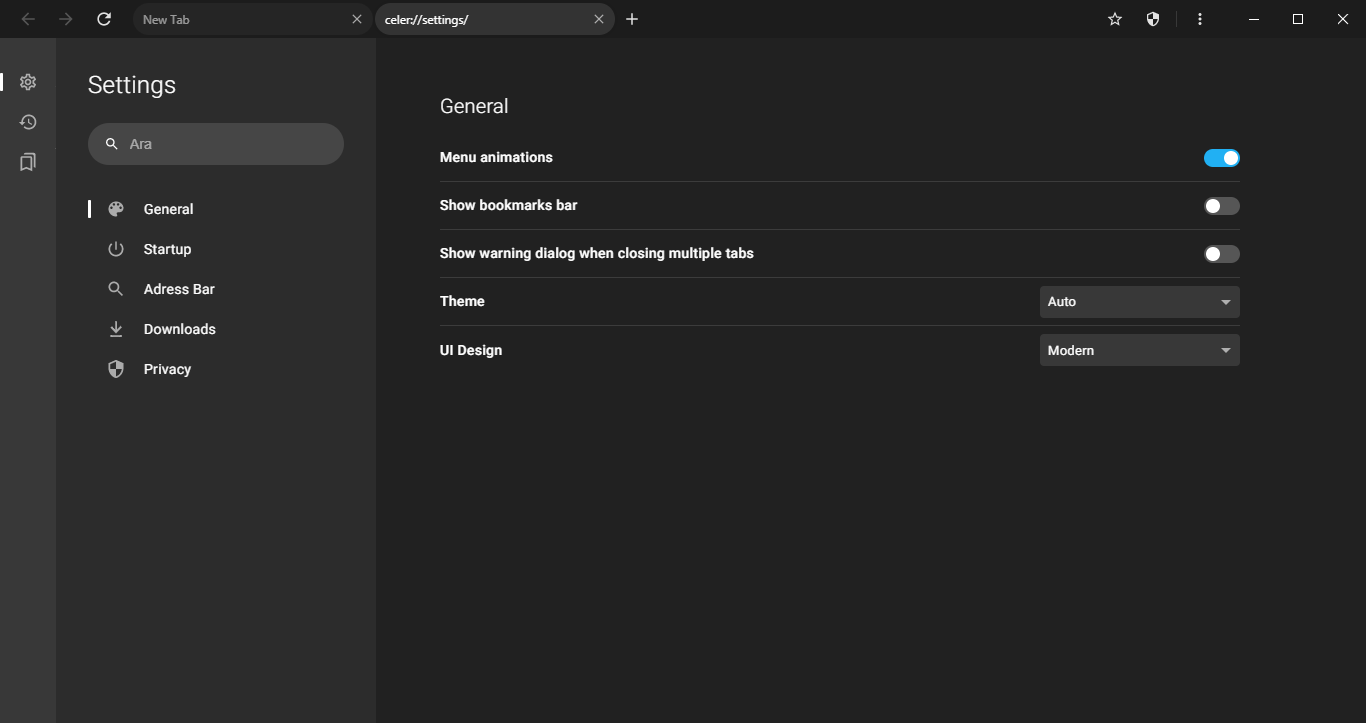 New Tab
celer://settings/
Settings
Ara
General
Startup
Adress Bar
Downloads
Privacy
General
Menu animations
Show bookmarks bar
Show warning dialog when closing multiple tabs
Theme
Auto
UI Design
Modern